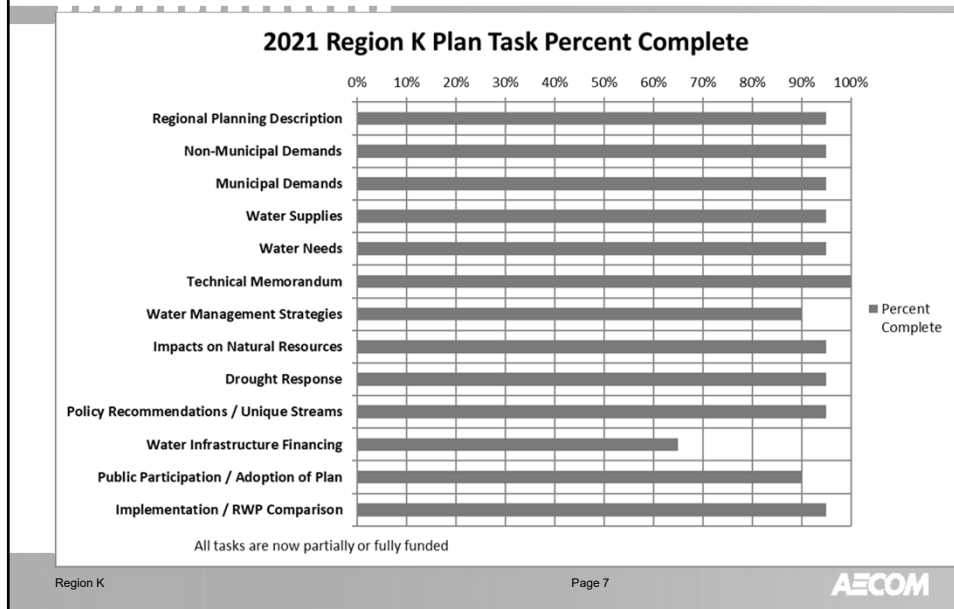 2021 Region K Plan Task Percent Complete
0% 10% 20% 30% 40% 50% 60% 70% 80% 90% 100%
Regional Planning Description
Non-Municipal Demands
Municipal Demands
Water Supplies
Water Needs
Technical Memorandum
Water Management Strategies
Impacts on Natural Resources
Drought Response
Policy Recommendations / Unique Streams
Water Infrastructure Financing
Public Participation / Adoption of Plan
Implementation / RWP Comparison
Percent
Complete
All tasks are now partially or fully funded
Region K Page 7 AECOM